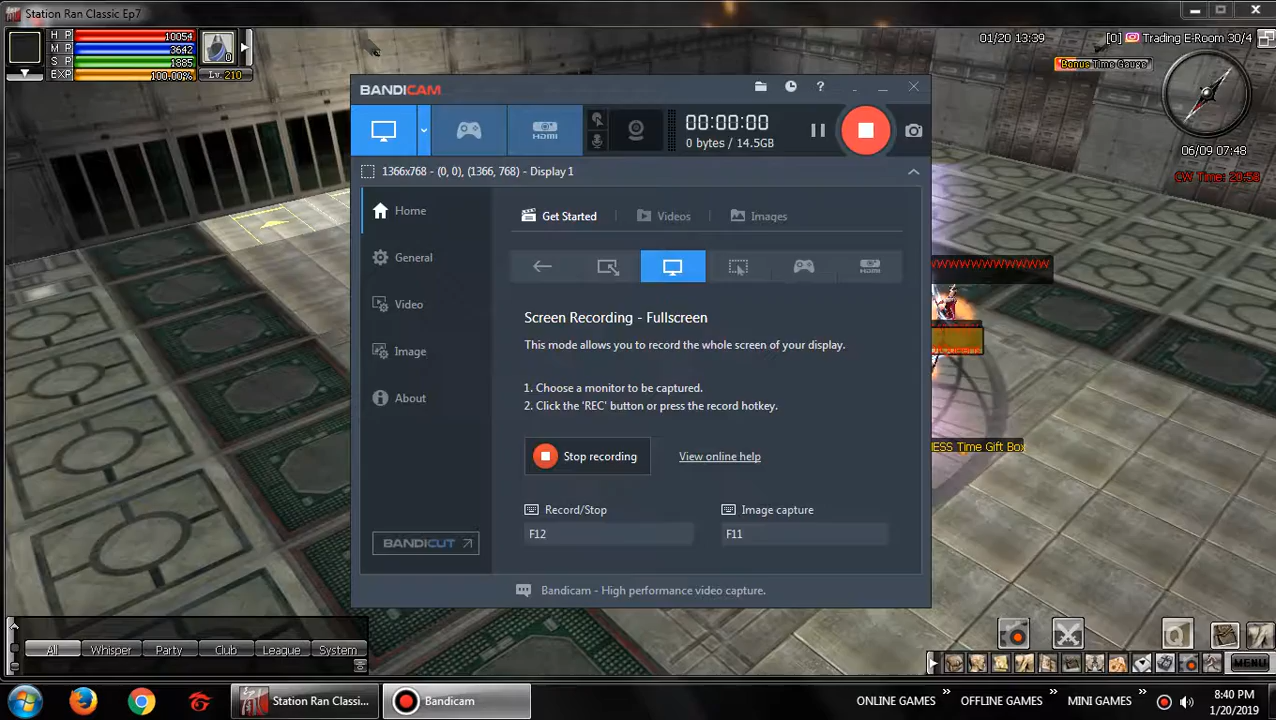 Station Ran Classic Ep7
H P 10054
M P 3642
S P 1885
EXP 100.00%
0
Lv. 210
01/20 13:39
[0] Trading E-Room 30/4
Bonus Time Gauge
06/09 07:48
CW Time: 20:58
BANDICAM
?
HDMI
00:00:00
0 bytes / 14.5GB
1366x768 - (0, 0), (1366, 768) - Display 1
Home
General
Video
Image
About
BANDICUT
Get Started
Videos
Images
HDMI
Screen Recording - Fullscreen
This mode allows you to record the whole screen of your display.
1. Choose a monitor to be captured.
2. Click the 'REC' button or press the record hotkey.
Stop recording
View online help
Record/Stop
F12
Image capture
F11
Bandicam - High performance video capture.
WWWWWWWWWW
ESS Time Gift Box
All
Whisper
Party
Club
League
System
Q
MENU
Station Ran Classi...
Bandicam
ONLINE GAMES
OFFLINE GAMES
MINI GAMES
8:40 PM
1/20/2019